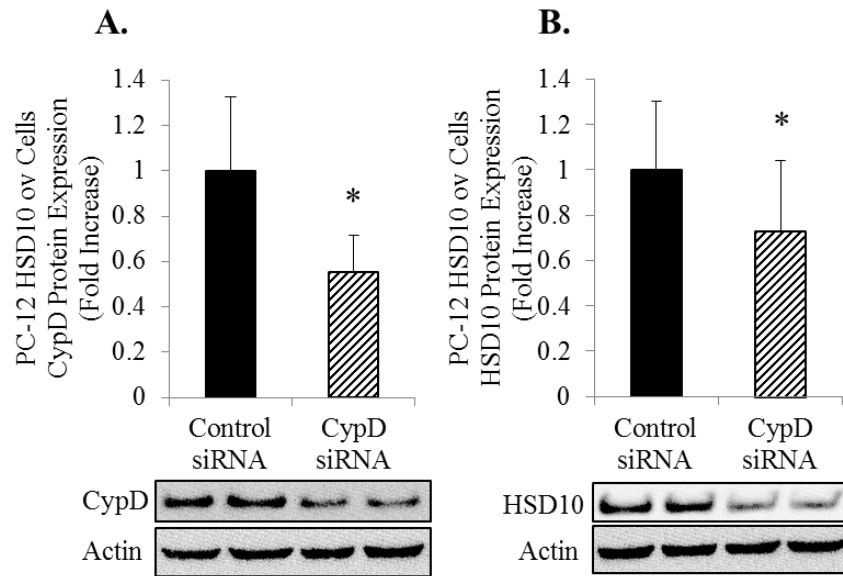 A.
PC-12 HSD10 ov Cells
CypD Protein Expression
(Fold Increase)
1.4
1.2
1
0.8
0.6
0.4
0.2
0
*
Control
siRNA
CypD
siRNA
CypD
Actin
B.
PC-12 HSD10 ov Cells
HSD10 Protein Expression
(Fold Increase)
1.4
1.2
1
0.8
0.6
0.4
0.2
0
*
Control
siRNA
CypD
siRNA
HSD10
Actin